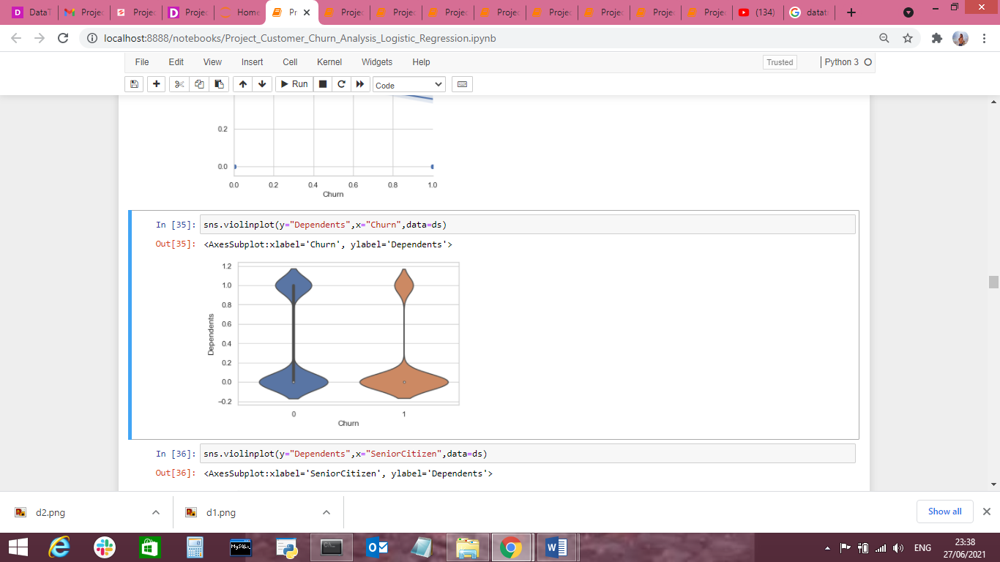 DataT Projec Projec Projec Home Pr Projec Projec Projec Projec Projec Projec Projec Projec (134) datat
localhost:8888/notebooks/Project_Customer_Churn_Analysis_Logistic_Regression.ipynb
File Edit View Insert Cell Kernel Widgets Help Trusted Python 3
Run Code
0.2
0.0
0.0 0.2 0.4 0.6 0.8 1.0
Churn
In [35]: sns.violinplot(y="Dependents",x="Churn",data=ds)
Out[35]: <AxesSubplot:xlabel='Churn', ylabel='Dependents'>
1.2
1.0
0.8
0.6
0.4
0.2
0.0
−0.2
Dependents
0 1
Churn
In [36]: sns.violinplot(y="Dependents",x="SeniorCitizen",data=ds)
Out[36]: <AxesSubplot:xlabel='SeniorCitizen', ylabel='Dependents'>
d2.png d1.png Show all
MySQL ENG 23:38
27/06/2021